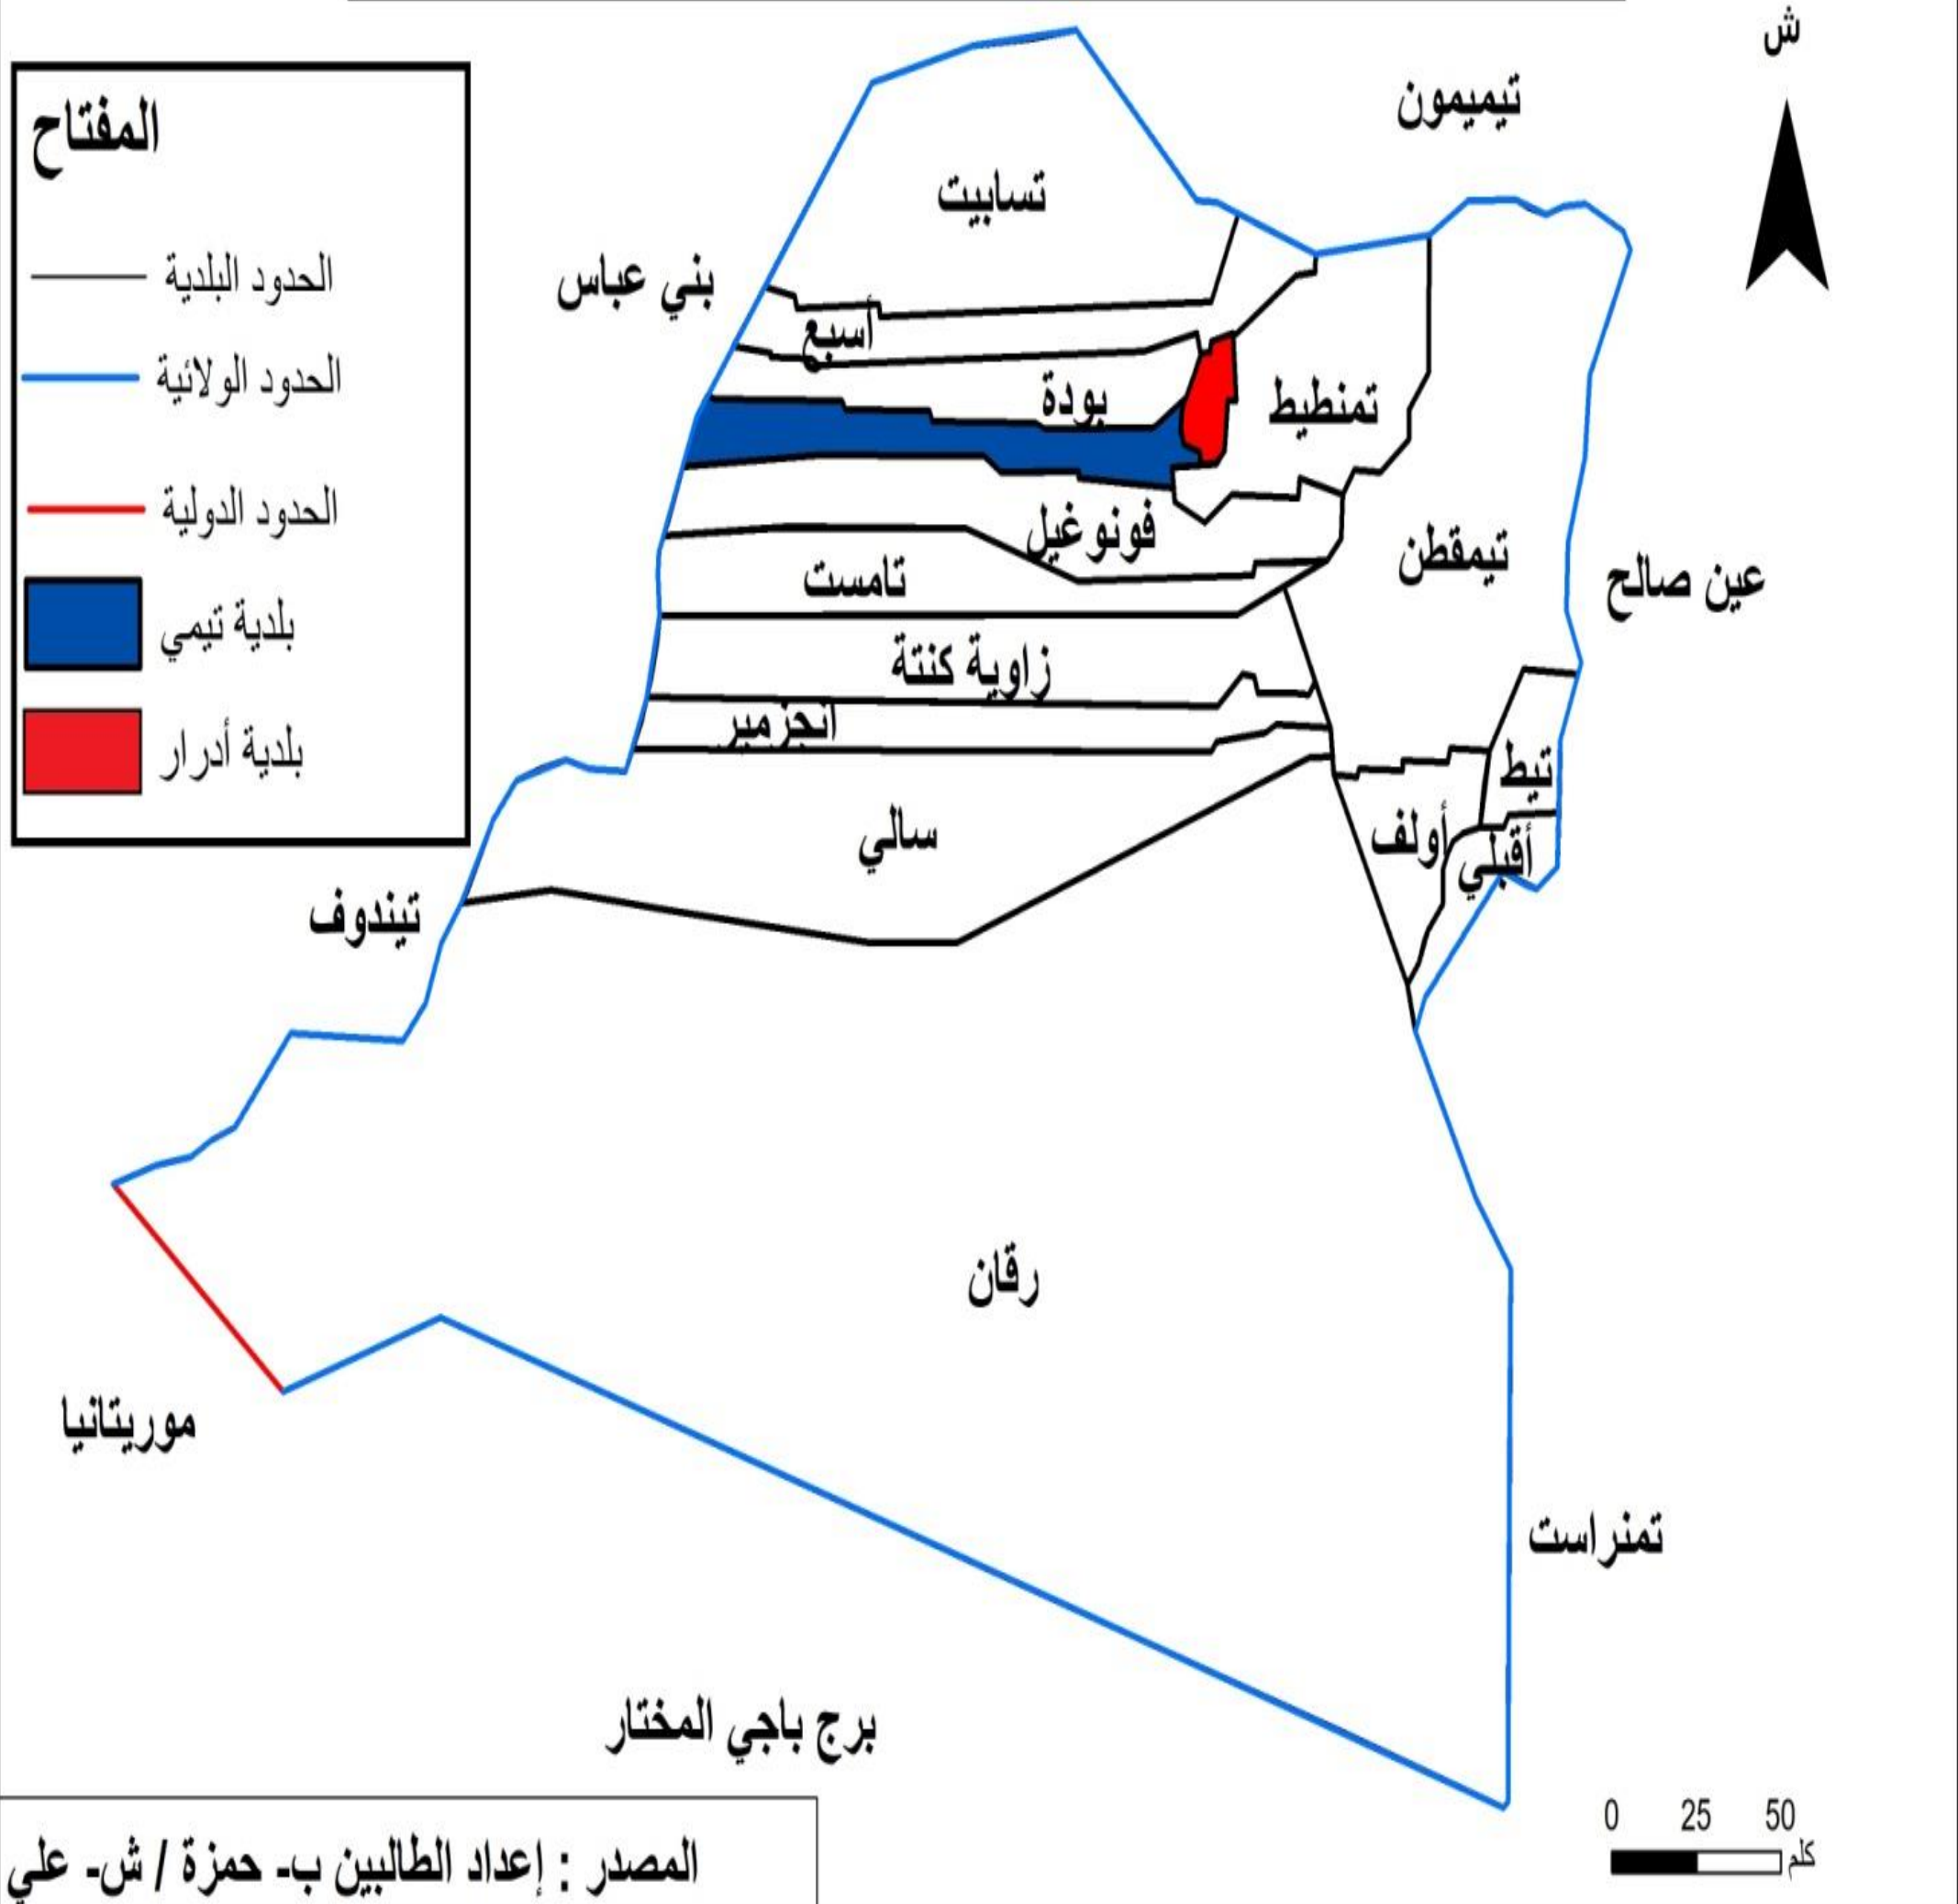 ش
تيميمون
المفتاح
تسابيت
الحدود البلدية
بني عباس
أسبع
الحدود الولائية
بودة
تمنطيط
الحدود الدولية
فونوغيل
تيمقطن
تامست
عين صالح
بلدية تيمي
زاوية كنتة
انجزمير
بلدية أدرار
تيط
سالي
أولف
أقبلي
تيندوف
رقان
موريتانيا
تمنراست
برج باجي المختار
0 25 50
كلم
المصدر : إعداد الطالبين ب- حمزة / ش- علي